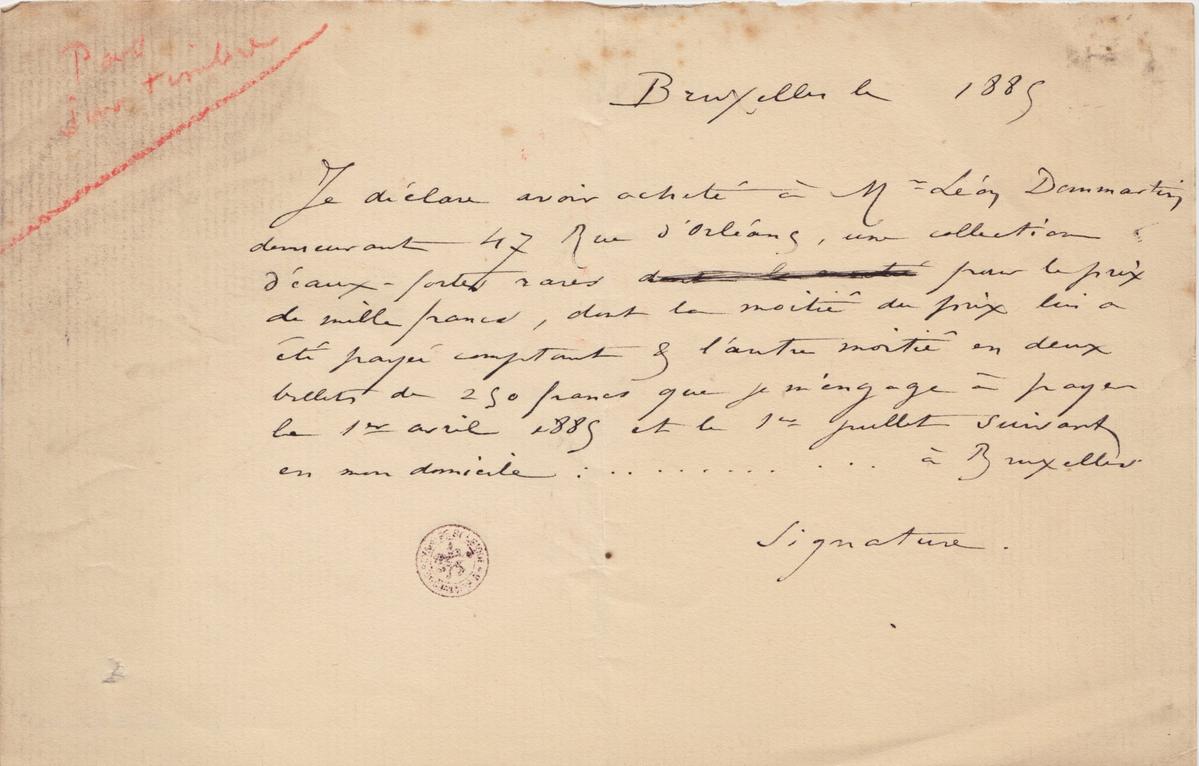 sur timbre
Bruxelles le 1885
Je déclare avoir acheté à Mr Léon Dommartin
demeurant 47 Rue d'Orléans, une collection
d'eaux-fortes rares pour le prix
de mille francs, dont la moitié du prix lui a
été payé comptant & l'autre moitié en deux
billets de 250 francs que je m'engage à payer
le 1er avril 1885 et le 1er juillet suivant
en mon domicile : . . . . . . . . . . . . à Bruxelles
Signature.